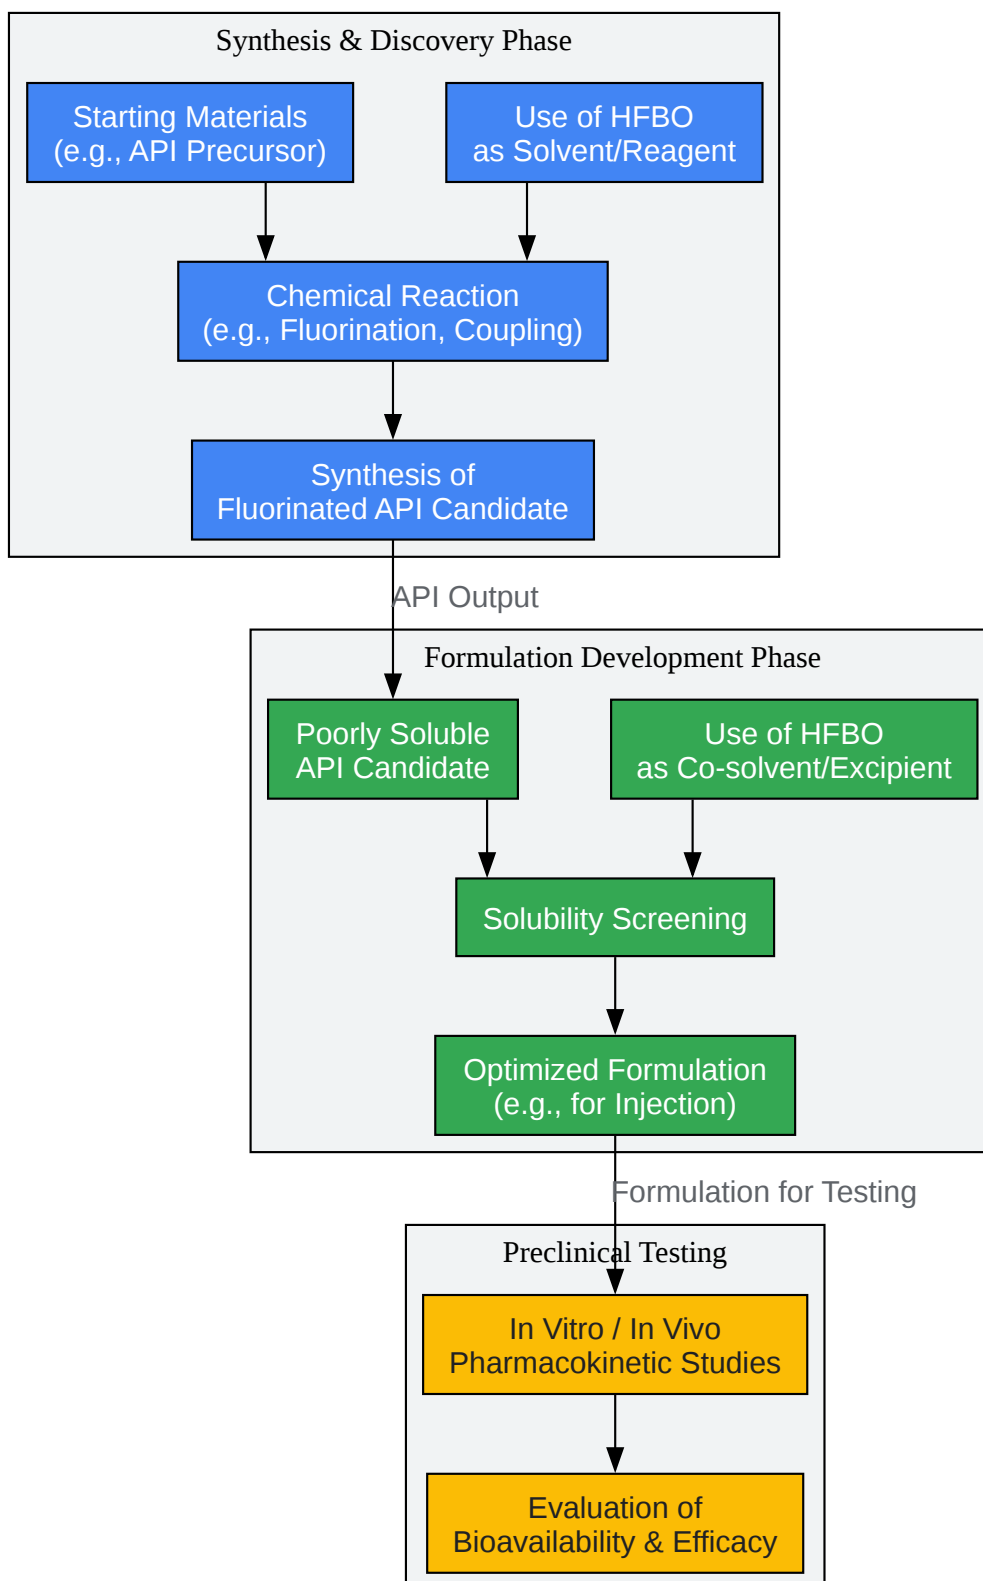 Synthesis & Discovery Phase
Starting Materials
(e.g., API Precursor)
Use of HFBO
as Solvent/Reagent
Chemical Reaction
(e.g., Fluorination, Coupling)
Synthesis of
Fluorinated API Candidate
API Output
Formulation Development Phase
Poorly Soluble
API Candidate
Use of HFBO
as Co-solvent/Excipient
Solubility Screening
Optimized Formulation
(e.g., for Injection)
Formulation for Testing
Preclinical Testing
In Vitro / In Vivo
Pharmacokinetic Studies
Evaluation of
Bioavailability & Efficacy